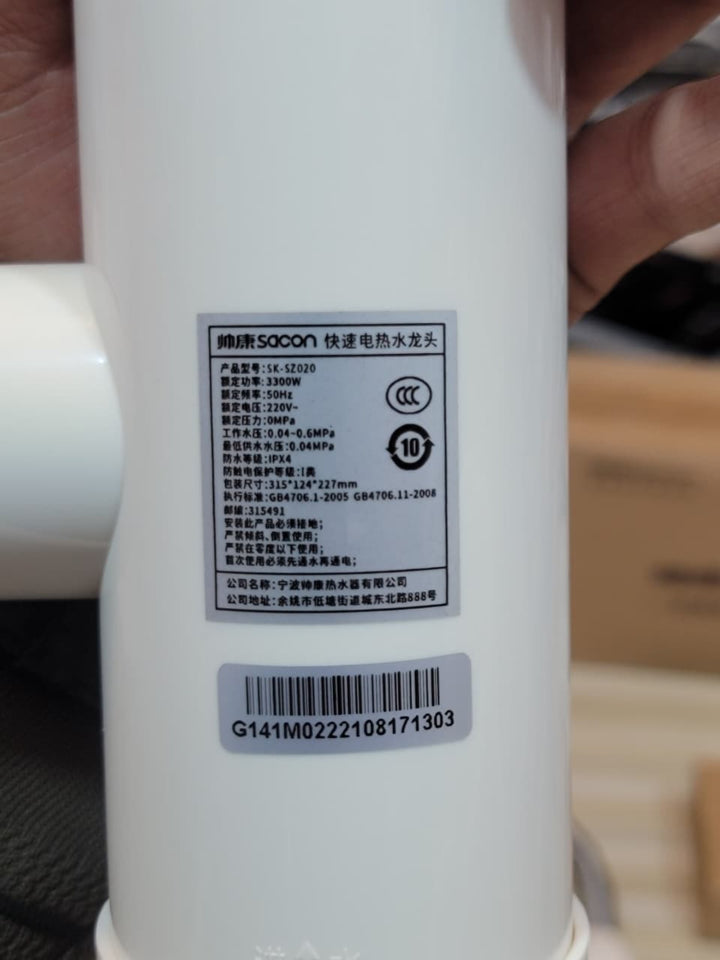 帅康sacon 快速电热水龙头
产品型号:SK-SZ020
额定功率:3300W
额定频率:50Hz
额定电压:220V~
额定压力:0MPa
工作水压:0.04-0.6MPa
最低供水水压:0.04MPa
防水等级:IPX4
防触电保护等级:I类
包装尺寸:315*124*227mm
执行标准:GB4706.1-2005 GB4706.11-2008
邮编:315491
安装此产品必须接地;
严禁倾斜、倒置使用;
严禁在零度以下使用;
首次使用必须先通水再通电;
CCC
10
公司名称:宁波帅康热水器有限公司
公司地址:余姚市低塘街道城东北路888号
G141M0222108171303